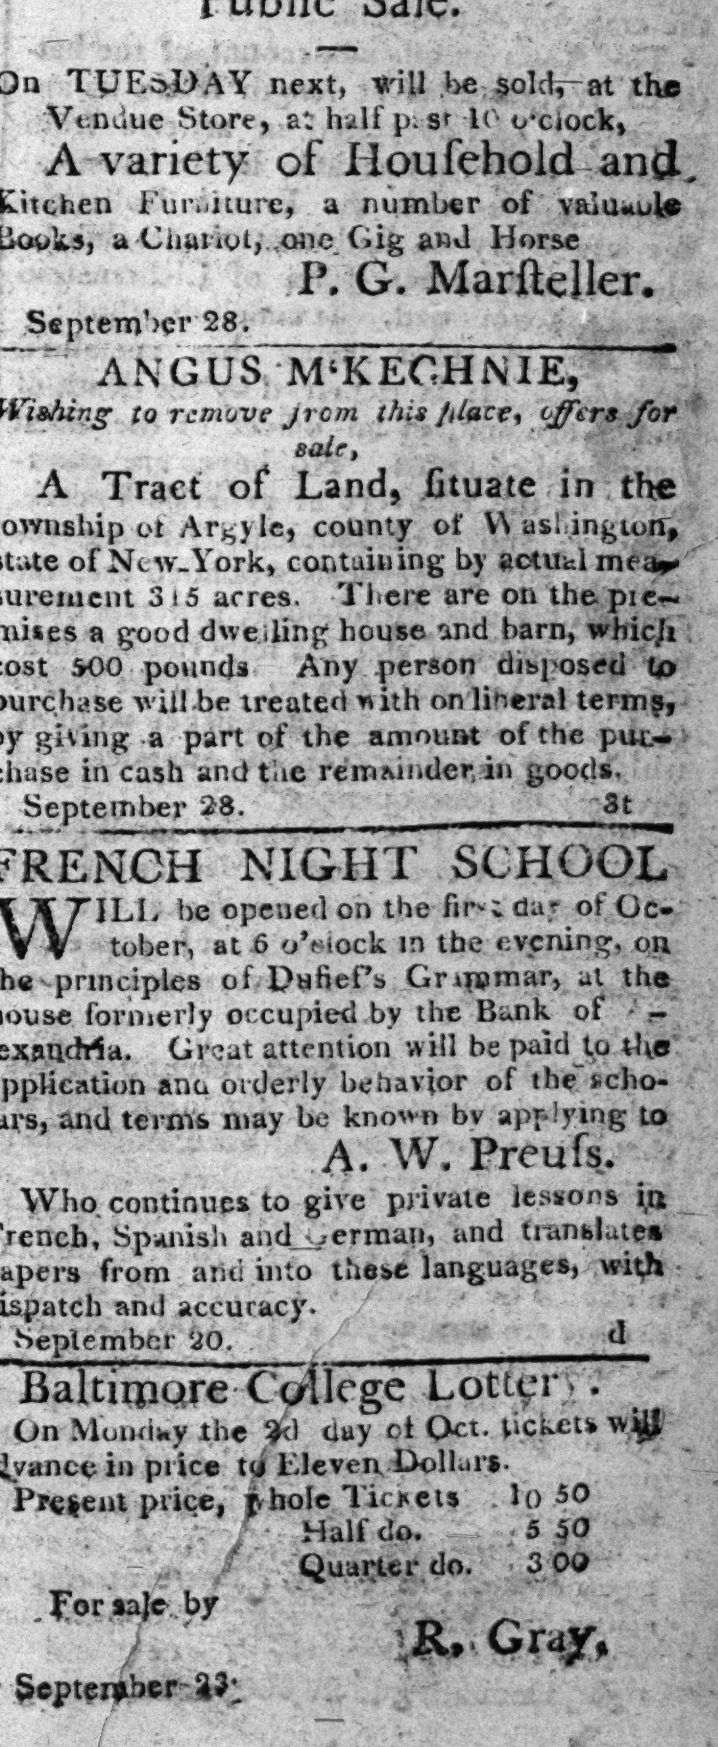 Public Sale.
On TUESDAY next, will be sold, at the
Vendue Store, at half past 10 o'clock,
A variety of Houſehold and
Kitchen Furniture, a number of valuable
Books, a Chariot, one Gig and Horse
P. G. Marſteller.
September 28.
ANGUS M‘KECHNIE,
Wishing to remove from this place, offers for
sale,
A Tract of Land, ſituate in the
ownship of Argyle, county of Washington,
state of New-York, containing by actual mea-
surement 315 acres. There are on the pre-
mises a good dwelling house and barn, which
cost 500 pounds Any person disposed to
purchase will be treated with on liberal terms,
by giving a part of the amount of the pur-
chase in cash and the remainder, in goods.
September 28. 3t
FRENCH NIGHT SCHOOL
WILL be opened on the first day of Oc-
tober, at 6 o'clock in the evening, on
he principles of Dufief's Grammar, at the
house formerly occupied by the Bank of -
exandria. Great attention will be paid to the
pplication and orderly behavior of the scho-
ars, and terms may be known by applying to
A. W. Preuſs.
Who continues to give private lessons in
French, Spanish and German, and translates
apers from and into these languages, with
ispatch and accuracy.
September 20. d
Baltimore College Lottery.
On Monday the 2d day of Oct. tickets will
dvance in price to Eleven Dollars.
Present price, whole Tickets 10 50
Half do. 5 50
Quarter do. 3 00
For sale by
R. Gray,
September 23.